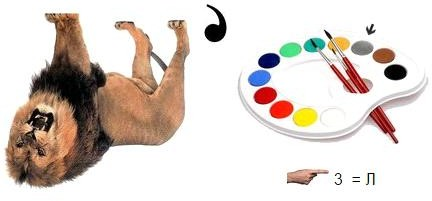 ,
3 = Л